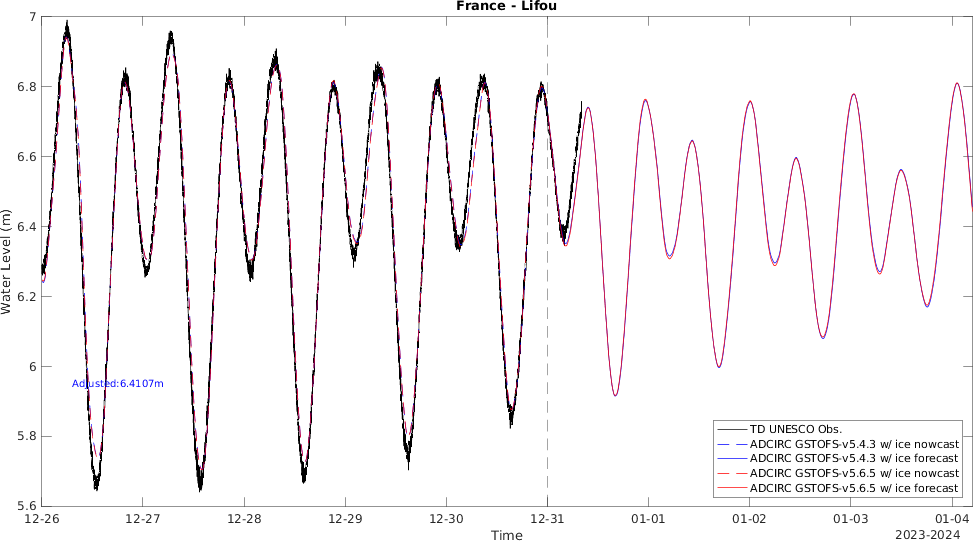 France - Lifou
7
6.8
6.6
6.4
6.2
6
5.8
5.6
Water Level (m)
Adjusted:6.4107m
TD UNESCO Obs.
ADCIRC GSTOFS-v5.4.3 w/ ice nowcast
ADCIRC GSTOFS-v5.4.3 w/ ice forecast
ADCIRC GSTOFS-v5.6.5 w/ ice nowcast
ADCIRC GSTOFS-v5.6.5 w/ ice forecast
12-26 12-27 12-28 12-29 12-30 12-31 01-01 01-02 01-03 01-04
Time
2023-2024